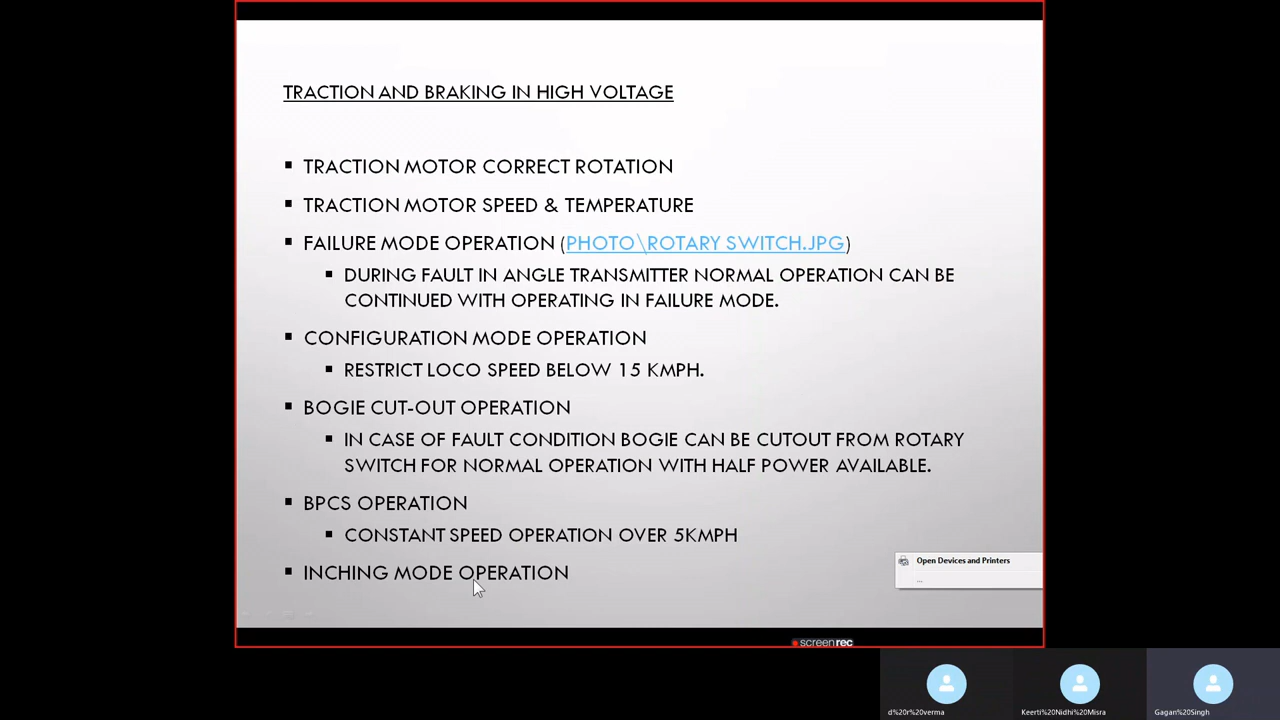 TRACTION AND BRAKING IN HIGH VOLTAGE
▪ TRACTION MOTOR CORRECT ROTATION
▪ TRACTION MOTOR SPEED & TEMPERATURE
▪ FAILURE MODE OPERATION (PHOTO\ROTARY SWITCH.JPG)
▪ DURING FAULT IN ANGLE TRANSMITTER NORMAL OPERATION CAN BE
CONTINUED WITH OPERATING IN FAILURE MODE.
▪ CONFIGURATION MODE OPERATION
▪ RESTRICT LOCO SPEED BELOW 15 KMPH.
▪ BOGIE CUT-OUT OPERATION
▪ IN CASE OF FAULT CONDITION BOGIE CAN BE CUTOUT FROM ROTARY
SWITCH FOR NORMAL OPERATION WITH HALF POWER AVAILABLE.
▪ BPCS OPERATION
▪ CONSTANT SPEED OPERATION OVER 5KMPH
▪ INCHING MODE OPERATION
Open Devices and Printers
...
screenrec
d%20r%20verma
Keerti%20Nidhi%20Misra
Gagan%20Singh